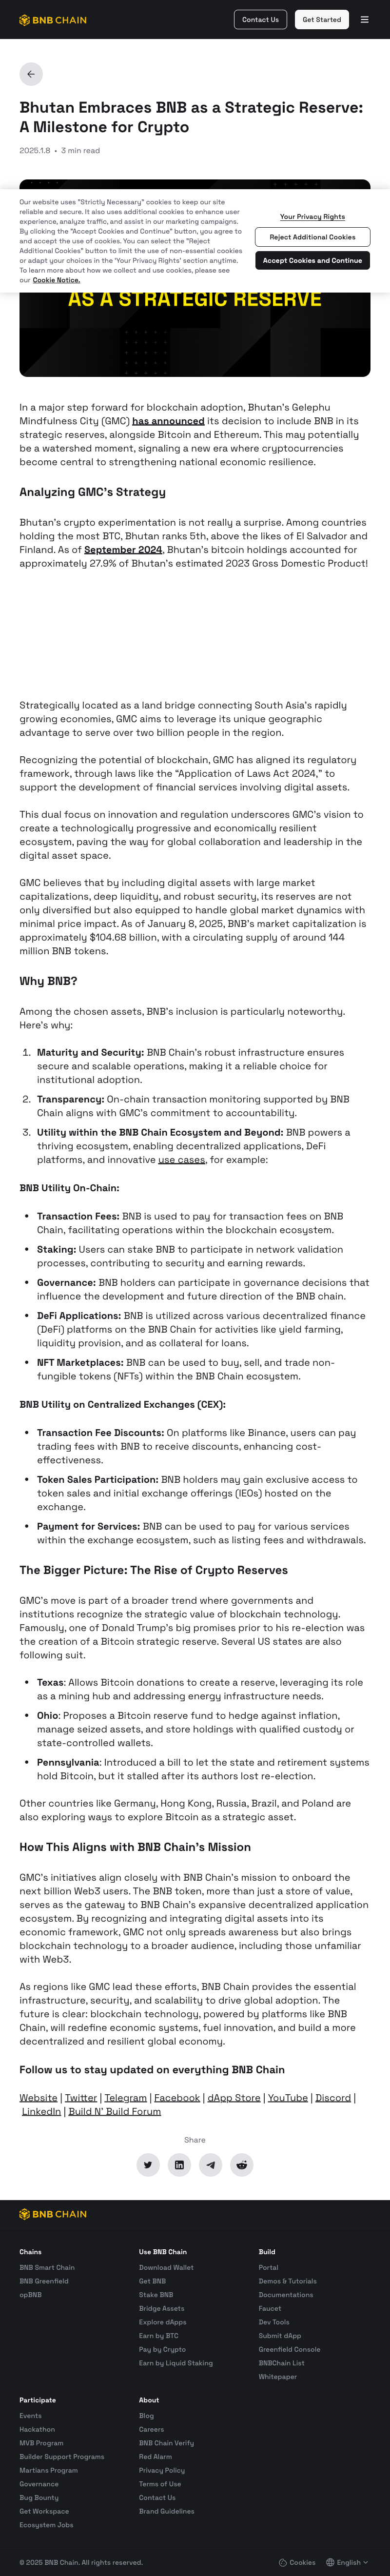 BNB CHAIN
Contact Us
Get Started
Bhutan Embraces BNB as a Strategic Reserve:
A Milestone for Crypto
2025.1.8 • 3 min read
Our website uses "Strictly Necessary" cookies to keep our site
reliable and secure. It also uses additional cookies to enhance user
experience, analyze traffic, and assist in our marketing campaigns.
By clicking the "Accept Cookies and Continue" button, you agree to
and accept the use of cookies. You can select the "Reject
Additional Cookies" button to limit the use of non-essential cookies
or adapt your choices in the 'Your Privacy Rights' section anytime.
To learn more about how we collect and use cookies, please see
our Cookie Notice.
Your Privacy Rights
Reject Additional Cookies
Accept Cookies and Continue
AS A STRATEGIC RESERVE
In a major step forward for blockchain adoption, Bhutan's Gelephu
Mindfulness City (GMC) has announced its decision to include BNB in its
strategic reserves, alongside Bitcoin and Ethereum. This may potentially
be a watershed moment, signaling a new era where cryptocurrencies
become central to strengthening national economic resilience.
Analyzing GMC's Strategy
Bhutan's crypto experimentation is not really a surprise. Among countries
holding the most BTC, Bhutan ranks 5th, above the likes of El Salvador and
Finland. As of September 2024, Bhutan's bitcoin holdings accounted for
approximately 27.9% of Bhutan's estimated 2023 Gross Domestic Product!
Strategically located as a land bridge connecting South Asia's rapidly
growing economies, GMC aims to leverage its unique geographic
advantage to serve over two billion people in the region.
Recognizing the potential of blockchain, GMC has aligned its regulatory
framework, through laws like the "Application of Laws Act 2024," to
support the development of financial services involving digital assets.
This dual focus on innovation and regulation underscores GMC's vision to
create a technologically progressive and economically resilient
ecosystem, paving the way for global collaboration and leadership in the
digital asset space.
GMC believes that by including digital assets with large market
capitalizations, deep liquidity, and robust security, its reserves are not
only diversified but also equipped to handle global market dynamics with
minimal price impact. As of January 8, 2025, BNB's market capitalization is
approximately $104.68 billion, with a circulating supply of around 144
million BNB tokens.
Why BNB?
Among the chosen assets, BNB's inclusion is particularly noteworthy.
Here's why:
1. Maturity and Security: BNB Chain's robust infrastructure ensures
secure and scalable operations, making it a reliable choice for
institutional adoption.
2. Transparency: On-chain transaction monitoring supported by BNB
Chain aligns with GMC's commitment to accountability.
3. Utility within the BNB Chain Ecosystem and Beyond: BNB powers a
thriving ecosystem, enabling decentralized applications, DeFi
platforms, and innovative use cases, for example:
BNB Utility On-Chain:
• Transaction Fees: BNB is used to pay for transaction fees on BNB
Chain, facilitating operations within the blockchain ecosystem.
• Staking: Users can stake BNB to participate in network validation
processes, contributing to security and earning rewards.
• Governance: BNB holders can participate in governance decisions that
influence the development and future direction of the BNB chain.
• DeFi Applications: BNB is utilized across various decentralized finance
(DeFi) platforms on the BNB Chain for activities like yield farming,
liquidity provision, and as collateral for loans.
• NFT Marketplaces: BNB can be used to buy, sell, and trade non-
fungible tokens (NFTs) within the BNB Chain ecosystem.
BNB Utility on Centralized Exchanges (CEX):
• Transaction Fee Discounts: On platforms like Binance, users can pay
trading fees with BNB to receive discounts, enhancing cost-
effectiveness.
• Token Sales Participation: BNB holders may gain exclusive access to
token sales and initial exchange offerings (IEOs) hosted on the
exchange.
• Payment for Services: BNB can be used to pay for various services
within the exchange ecosystem, such as listing fees and withdrawals.
The Bigger Picture: The Rise of Crypto Reserves
GMC's move is part of a broader trend where governments and
institutions recognize the strategic value of blockchain technology.
Famously, one of Donald Trump's big promises prior to his re-election was
the creation of a Bitcoin strategic reserve. Several US states are also
following suit.
• Texas: Allows Bitcoin donations to create a reserve, leveraging its role
as a mining hub and addressing energy infrastructure needs.
• Ohio: Proposes a Bitcoin reserve fund to hedge against inflation,
manage seized assets, and store holdings with qualified custody or
state-controlled wallets.
• Pennsylvania: Introduced a bill to let the state and retirement systems
hold Bitcoin, but it stalled after its authors lost re-election.
Other countries like Germany, Hong Kong, Russia, Brazil, and Poland are
also exploring ways to explore Bitcoin as a strategic asset.
How This Aligns with BNB Chain's Mission
GMC's initiatives align closely with BNB Chain's mission to onboard the
next billion Web3 users. The BNB token, more than just a store of value,
serves as the gateway to BNB Chain's expansive decentralized application
ecosystem. By recognizing and integrating digital assets into its
economic framework, GMC not only spreads awareness but also brings
blockchain technology to a broader audience, including those unfamiliar
with Web3.
As regions like GMC lead these efforts, BNB Chain provides the essential
infrastructure, security, and scalability to drive global adoption. The
future is clear: blockchain technology, powered by platforms like BNB
Chain, will redefine economic systems, fuel innovation, and build a more
decentralized and resilient global economy.
Follow us to stay updated on everything BNB Chain
Website | Twitter | Telegram | Facebook | dApp Store | YouTube | Discord |
LinkedIn | Build N' Build Forum
Share
BNB CHAIN
Chains
BNB Smart Chain
BNB Greenfield
opBNB
Use BNB Chain
Download Wallet
Get BNB
Stake BNB
Bridge Assets
Explore dApps
Earn by BTC
Pay by Crypto
Earn by Liquid Staking
Build
Portal
Demos & Tutorials
Documentations
Faucet
Dev Tools
Submit dApp
Greenfield Console
BNBChain List
Whitepaper
Participate
Events
Hackathon
MVB Program
Builder Support Programs
Martians Program
Governance
Bug Bounty
Get Workspace
Ecosystem Jobs
About
Blog
Careers
BNB Chain Verify
Red Alarm
Privacy Policy
Terms of Use
Contact Us
Brand Guidelines
© 2025 BNB Chain. All rights reserved.
Cookies
English